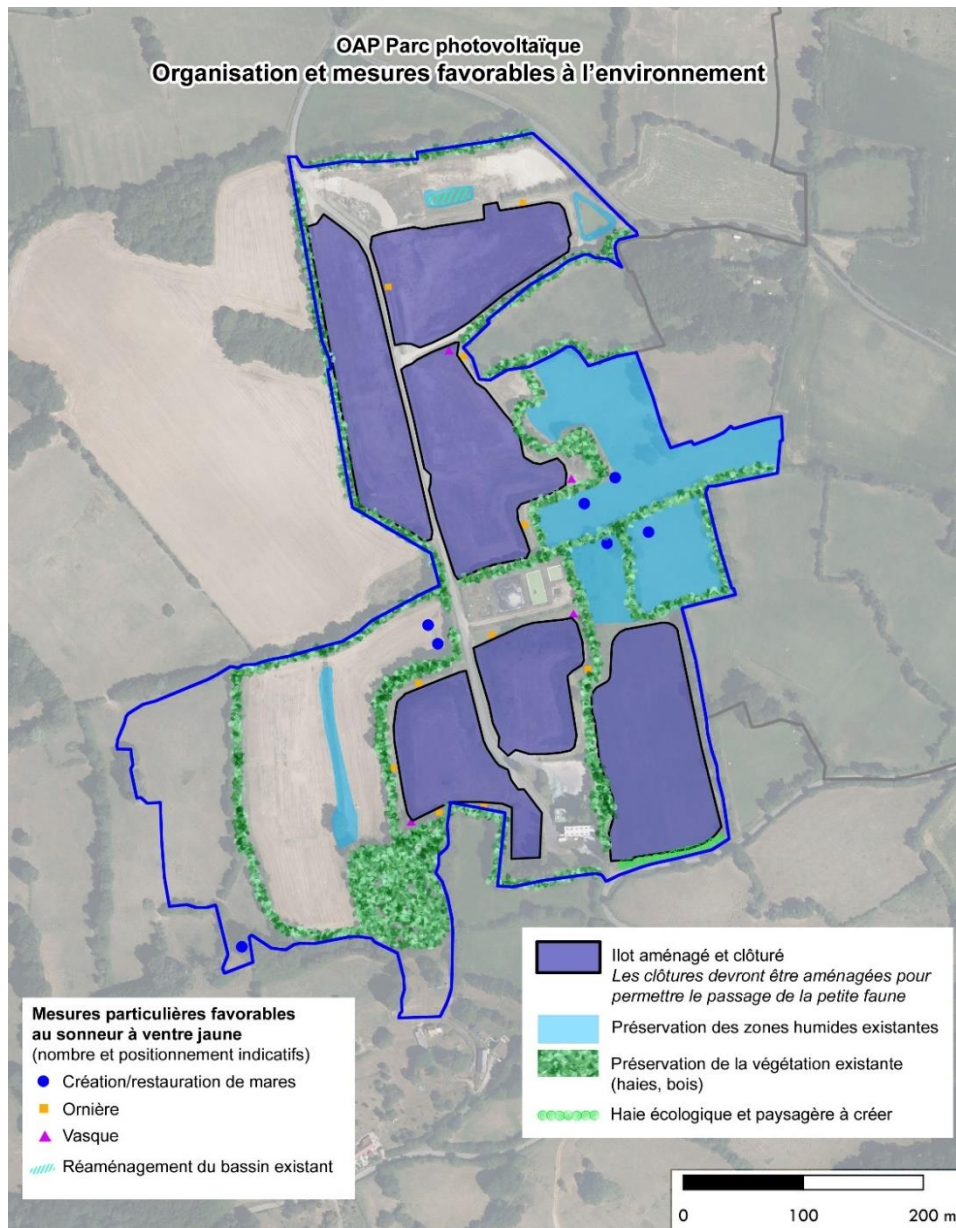 OAP Parc photovoltaïque
Organisation et mesures favorables à l'environnement
Mesures particulières favorables
au sonneur à ventre jaune
(nombre et positionnement indicatifs)
Création/restauration de mares
Ornière
Vasque
Réaménagement du bassin existant
Ilot aménagé et clôturé
Les clôtures devront être aménagées pour
permettre le passage de la petite faune
Préservation des zones humides existantes
Préservation de la végétation existante
(haies, bois)
Haie écologique et paysagère à créer
0 100 200 m